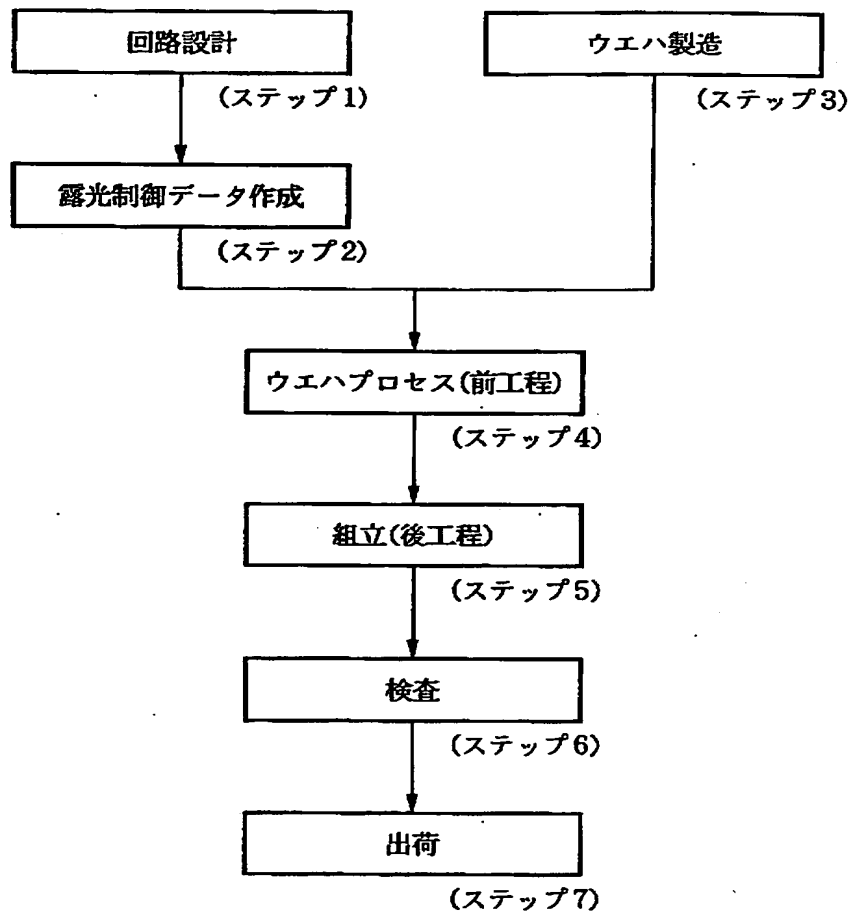 回路設計
(ステップ1)
ウエハ製造
(ステップ3)
露光制御データ作成
(ステップ2)
ウエハプロセス(前工程)
(ステップ4)
組立(後工程)
(ステップ5)
検査
(ステップ6)
出荷
(ステップ7)